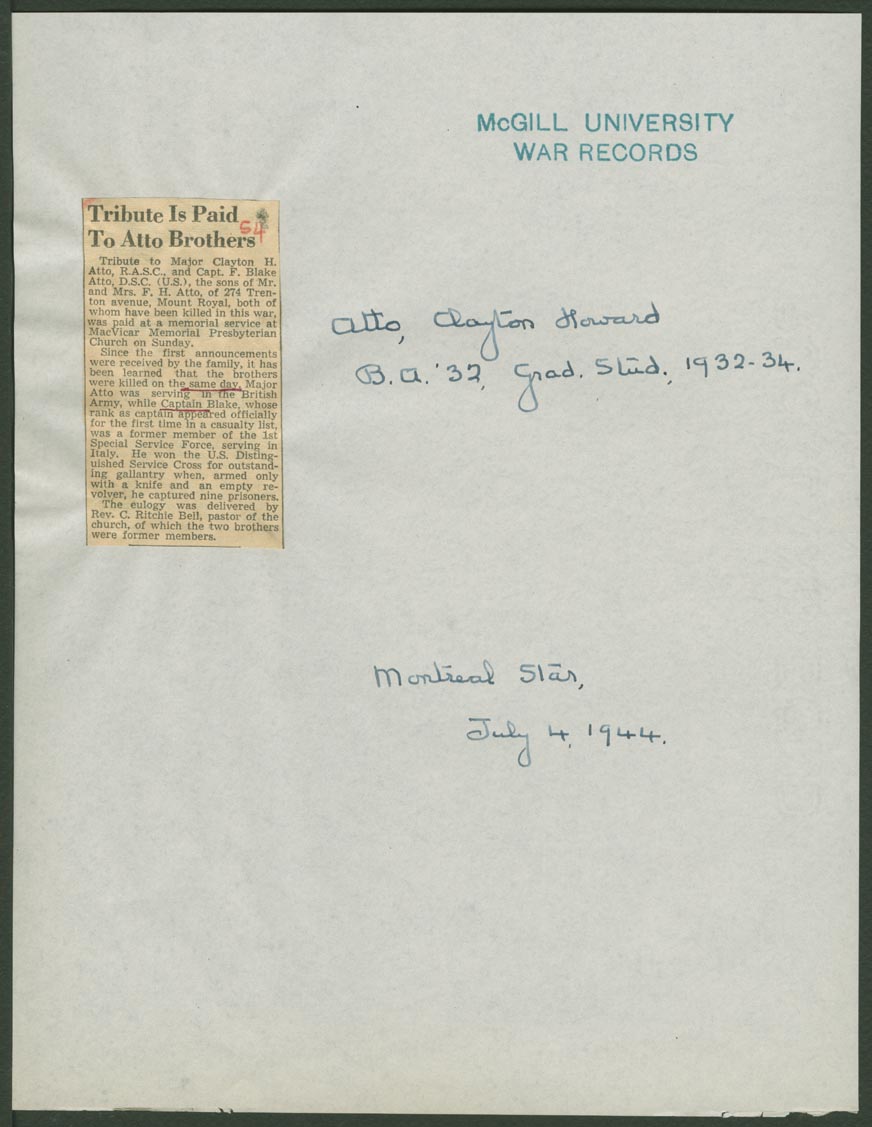 McGILL UNIVERSITY
WAR RECORDS
Tribute Is Paid
To Atto Brothers
54
Tribute to Major Clayton H.
Atto, R.A.S.C., and Capt. F. Blake
Atto, D.S.C. (U.S.), the sons of Mr.
and Mrs. F. H. Atto, of 274 Tren-
ton avenue, Mount Royal, both of
whom have been killed in this war,
was paid at a memorial service at
MacVicar Memorial Presbyterian
Church on Sunday.
Since the first announcements
were received by the family, it has
been learned that the brothers
were killed on the same day. Major
Atto was serving in the British
Army, while Captain Blake, whose
rank as captain appeared officially
for the first time in a casualty list,
was a former member of the 1st
Special Service Force, serving in
Italy. He won the U.S. Disting-
uished Service Cross for outstand-
ing gallantry when, armed only
with a knife and an empty re-
volver, he captured nine prisoners.
The eulogy was delivered by
Rev. C. Ritchie Bell, pastor of the
church, of which the two brothers
were former members.
Atto, Clayton Howard
B.A. '32, Grad. Stud., 1932-34.
Montreal Star,
July 4, 1944.